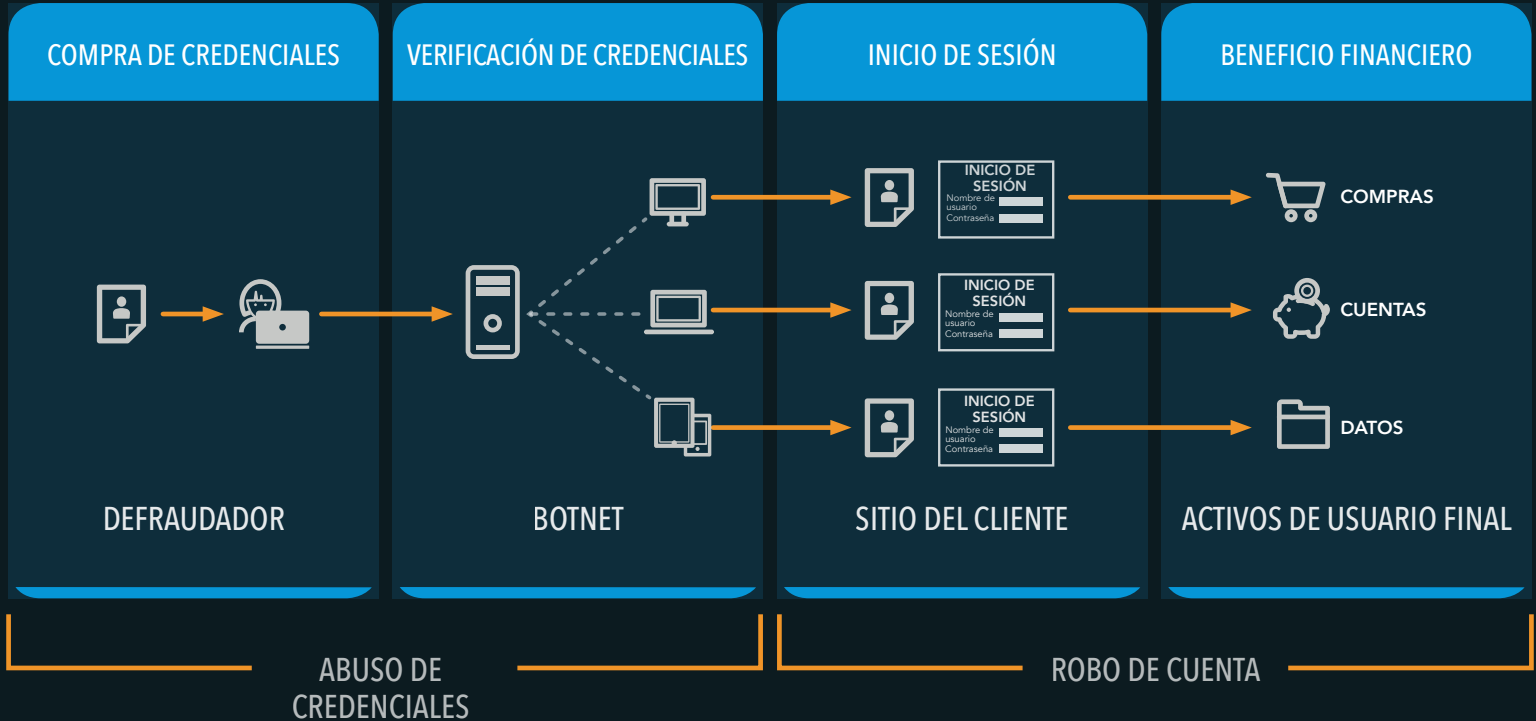 COMPRA DE CREDENCIALES
VERIFICACIÓN DE CREDENCIALES
INICIO DE SESIÓN
BENEFICIO FINANCIERO
INICIO DE
SESIÓN
Nombre de
usuario
Contraseña
COMPRAS
INICIO DE
SESIÓN
Nombre de
usuario
Contraseña
CUENTAS
INICIO DE
SESIÓN
Nombre de
usuario
Contraseña
DATOS
DEFRAUDADOR
BOTNET
SITIO DEL CLIENTE
ACTIVOS DE USUARIO FINAL
ABUSO DE
CREDENCIALES
ROBO DE CUENTA